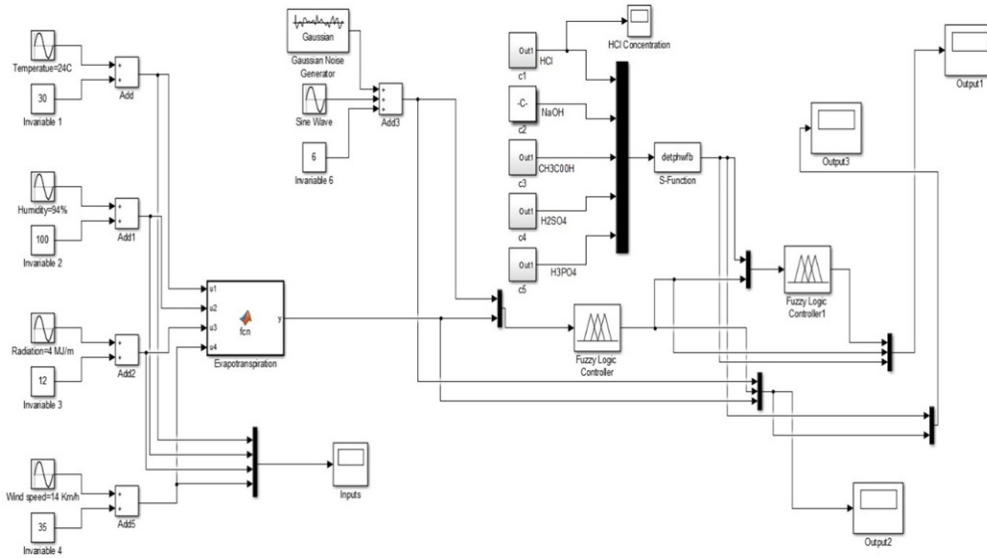 Temperatue=24C
30
Invariable 1
Add
Humidity=94%
100
Invariable 2
Add1
Radiation=4 MJ/m
12
Invariable 3
Add2
Wind speed=14 Km/h
35
Invariable 4
Add5
u1
u2
u3
u4
fcn
y
Evapotranspiration
Inputs
Gaussian
Gaussian Noise
Generator
Sine Wave
6
Invariable 6
Add3
HCl Concentration
Out1
HCl
c1
-C-
NaOH
c2
Out1
CH3COOH
c3
Out1
H2SO4
c4
Out1
H3PO4
c5
detphwfb
S-Function
Fuzzy Logic
Controller
Fuzzy Logic
Controller1
Output1
Output3
Output2